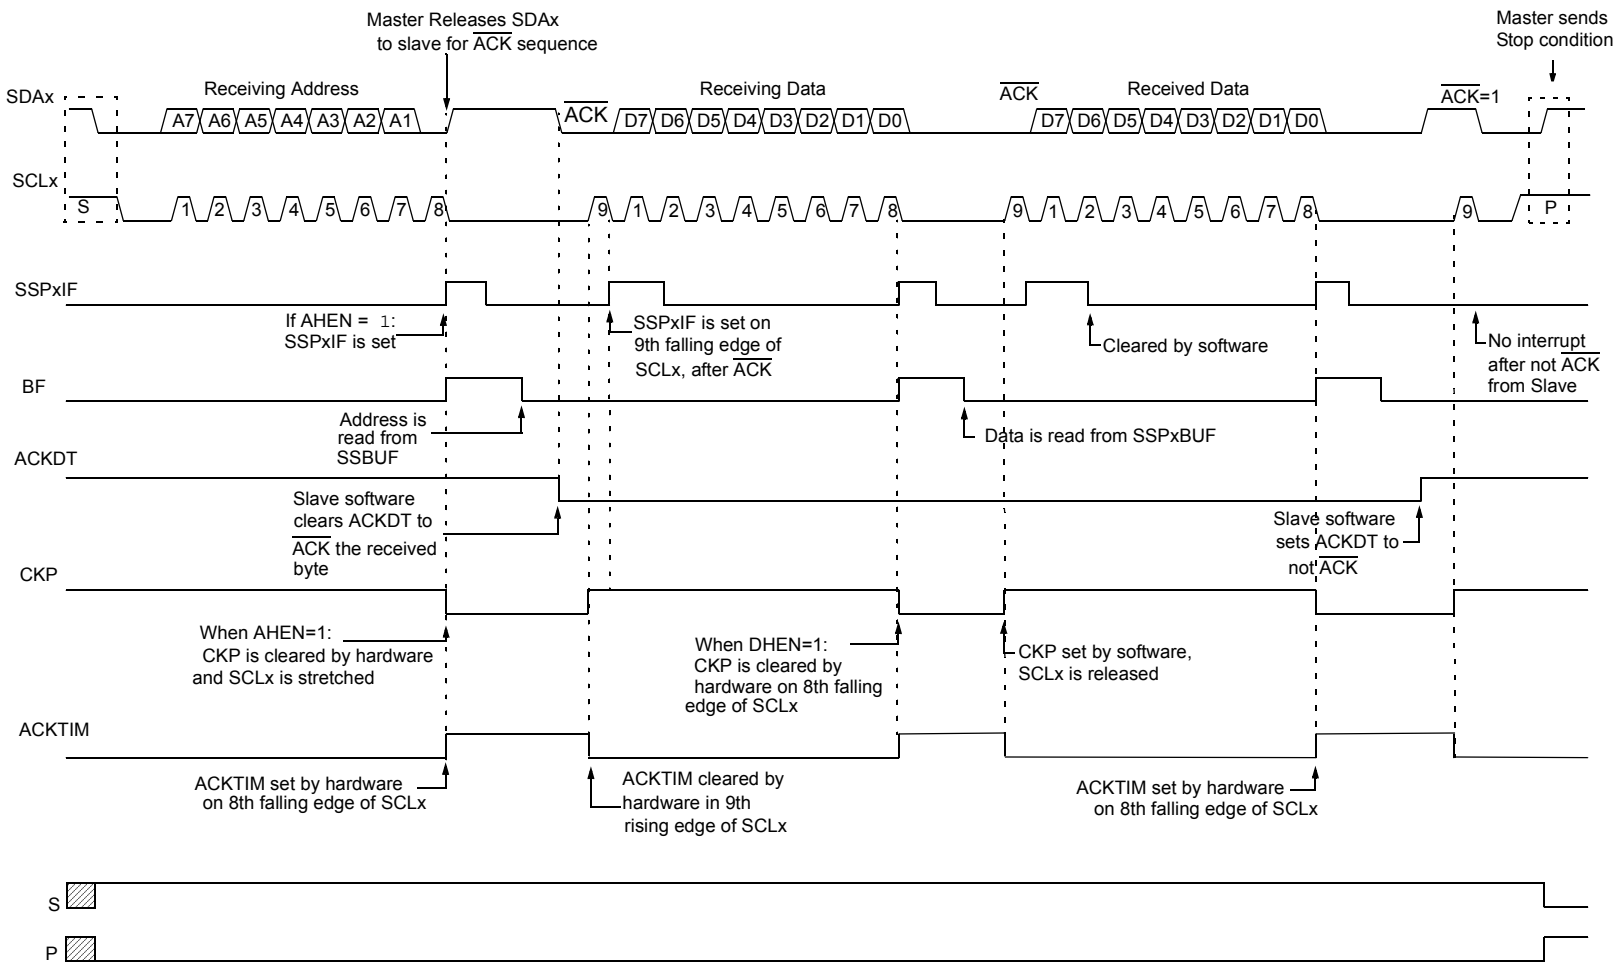 Master Releases SDAx
to slave for ACK sequence
Master sends
Stop condition
SDAx
Receiving Address
ACK
Receiving Data
ACK
Received Data
ACK=1
A7 A6 A5 A4 A3 A2 A1
D7 D6 D5 D4 D3 D2 D1 D0
D7 D6 D5 D4 D3 D2 D1 D0
SCLx
S
1 2 3 4 5 6 7 8
9 1 2 3 4 5 6 7 8
9 1 2 3 4 5 6 7 8
9
P
SSPxIF
If AHEN = 1:
SSPxIF is set
SSPxIF is set on
9th falling edge of
SCLx, after ACK
Cleared by software
No interrupt
after not ACK
from Slave
BF
Address is
read from
SSBUF
Data is read from SSPxBUF
ACKDT
Slave software
clears ACKDT to
ACK the received
byte
Slave software
sets ACKDT to
not ACK
CKP
When AHEN=1:
CKP is cleared by hardware
and SCLx is stretched
When DHEN=1:
CKP is cleared by
hardware on 8th falling
edge of SCLx
CKP set by software,
SCLx is released
ACKTIM
ACKTIM set by hardware
on 8th falling edge of SCLx
ACKTIM cleared by
hardware in 9th
rising edge of SCLx
ACKTIM set by hardware
on 8th falling edge of SCLx
S
P